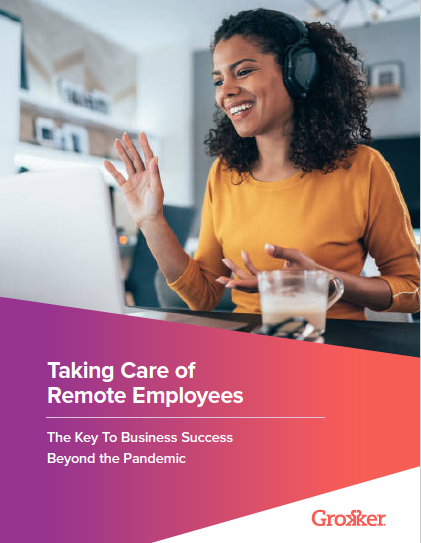 Taking Care of
Remote Employees
The Key To Business Success
Beyond the Pandemic
Grokker